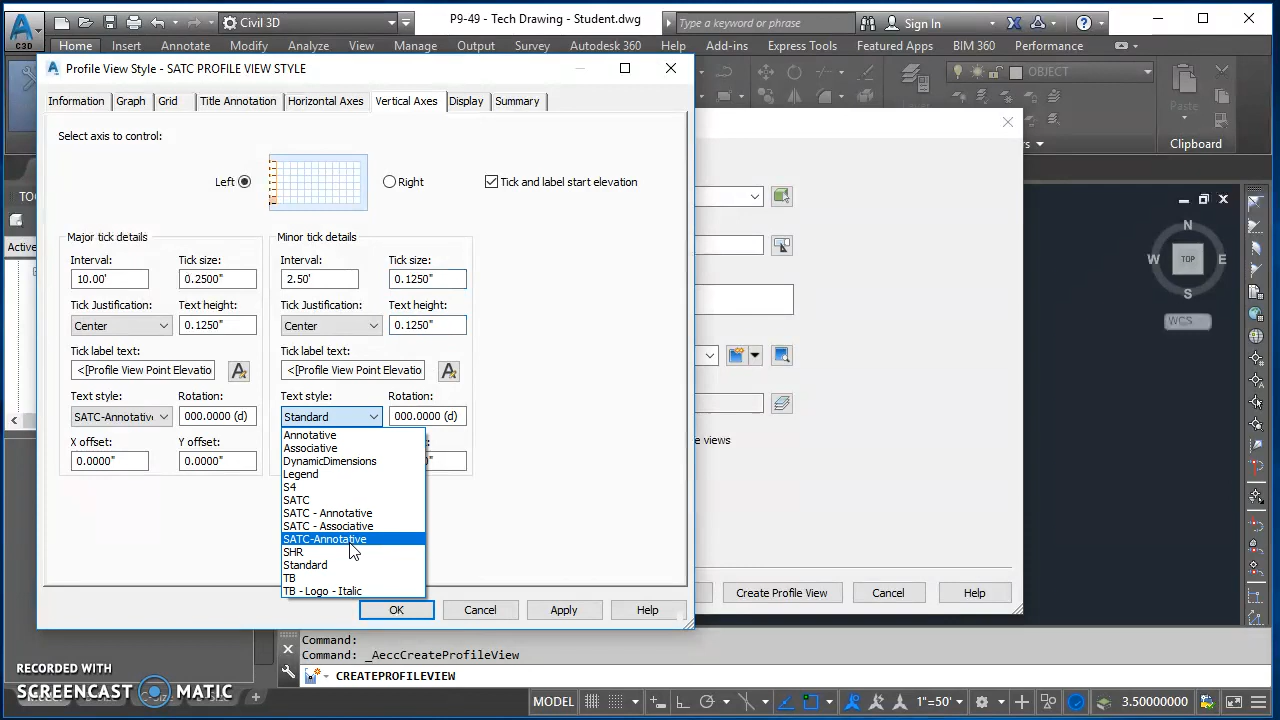 C3D
Civil 3D
P9-49 - Tech Drawing - Student.dwg
Type a keyword or phrase
Sign In
Home Insert Annotate Modify Analyze View Manage Output Survey Autodesk 360 Help Add-ins Express Tools Featured Apps BIM 360 Performance
Profile View Style - SATC PROFILE VIEW STYLE
OBJECT
Paste
Clipboard
Information Graph Grid Title Annotation Horizontal Axes Vertical Axes Display Summary
Select axis to control:
Left
Right
Tick and label start elevation
TOO
Active
Major tick details
Minor tick details
Interval: Tick size: Interval: Tick size:
10.00' 0.2500" 2.50' 0.1250"
Tick Justification: Text height: Tick Justification: Text height:
Center 0.1250" Center 0.1250"
Tick label text: Tick label text:
<[Profile View Point Elevatio <[Profile View Point Elevatio
Text style: Rotation: Text style: Rotation:
SATC-Annotativ 000.0000 (d) Standard 000.0000 (d)
X offset: Y offset:
0.0000" 0.0000"
Annotative
Associative
DynamicDimensions
Legend
S4
SATC
SATC - Annotative
SATC - Associative
SATC-Annotative
SHR
Standard
TB
TB - Logo - Italic
OK Cancel Apply Help
e views
Create Profile View Cancel Help
N
W TOP E
S
WCS
Command:
Command: _AeccCreateProfileView
CREATEPROFILEVIEW
RECORDED WITH
SCREENCAST MATIC
MODEL
1"=50'
3.50000000